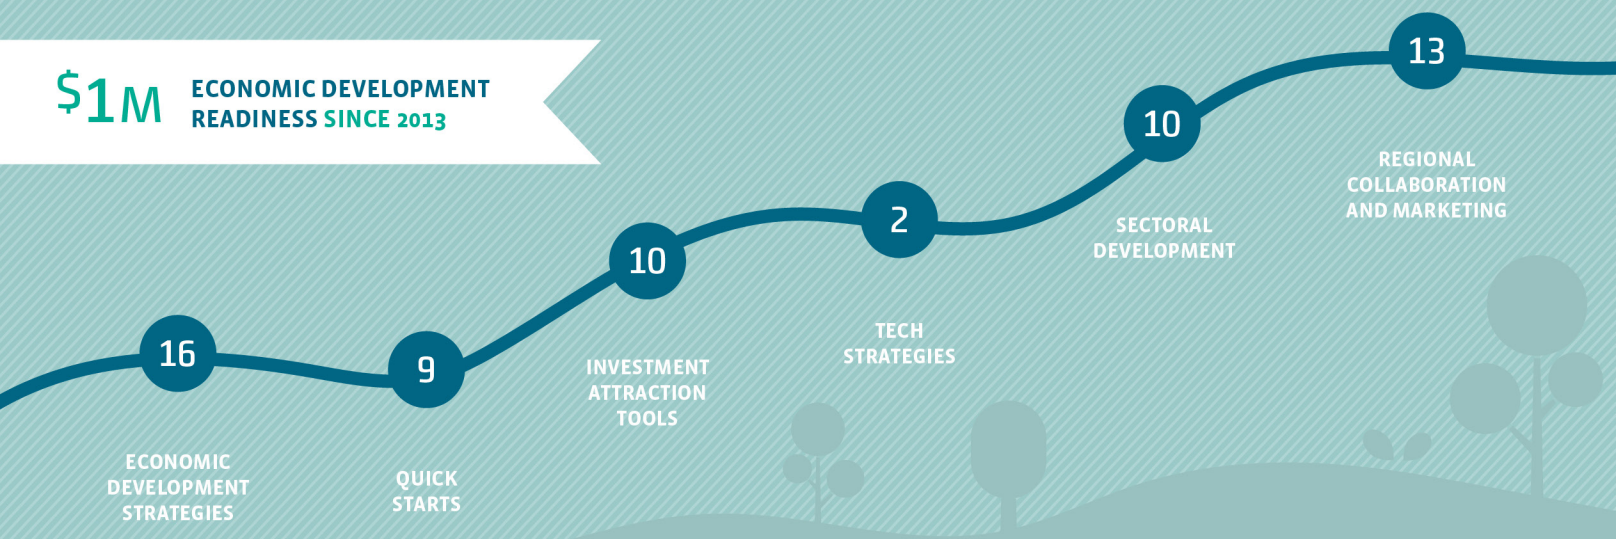 $1M
ECONOMIC DEVELOPMENT
READINESS SINCE 2013
16
ECONOMIC
DEVELOPMENT
STRATEGIES
9
QUICK
STARTS
10
INVESTMENT
ATTRACTION
TOOLS
2
TECH
STRATEGIES
10
SECTORAL
DEVELOPMENT
13
REGIONAL
COLLABORATION
AND MARKETING